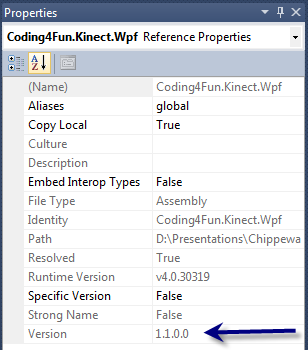 Properties
Coding4Fun.Kinect.Wpf Reference Properties
(Name) Coding4Fun.Kinect.Wpf
Aliases global
Copy Local True
Culture
Description
Embed Interop Types False
File Type Assembly
Identity Coding4Fun.Kinect.Wpf
Path D:\Presentations\Chippewa
Resolved True
Runtime Version v4.0.30319
Specific Version False
Strong Name False
Version 1.1.0.0